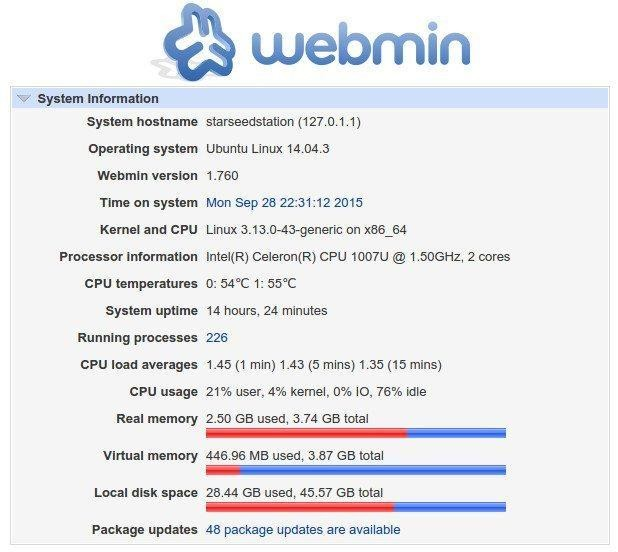 webmin
System Information
System hostname starseedstation (127.0.1.1)
Operating system Ubuntu Linux 14.04.3
Webmin version 1.760
Time on system Mon Sep 28 22:31:12 2015
Kernel and CPU Linux 3.13.0-43-generic on x86_64
Processor information Intel(R) Celeron(R) CPU 1007U @ 1.50GHz, 2 cores
CPU temperatures 0: 54℃ 1: 55℃
System uptime 14 hours, 24 minutes
Running processes 226
CPU load averages 1.45 (1 min) 1.43 (5 mins) 1.35 (15 mins)
CPU usage 21% user, 4% kernel, 0% IO, 76% idle
Real memory 2.50 GB used, 3.74 GB total
Virtual memory 446.96 MB used, 3.87 GB total
Local disk space 28.44 GB used, 45.57 GB total
Package updates 48 package updates are available